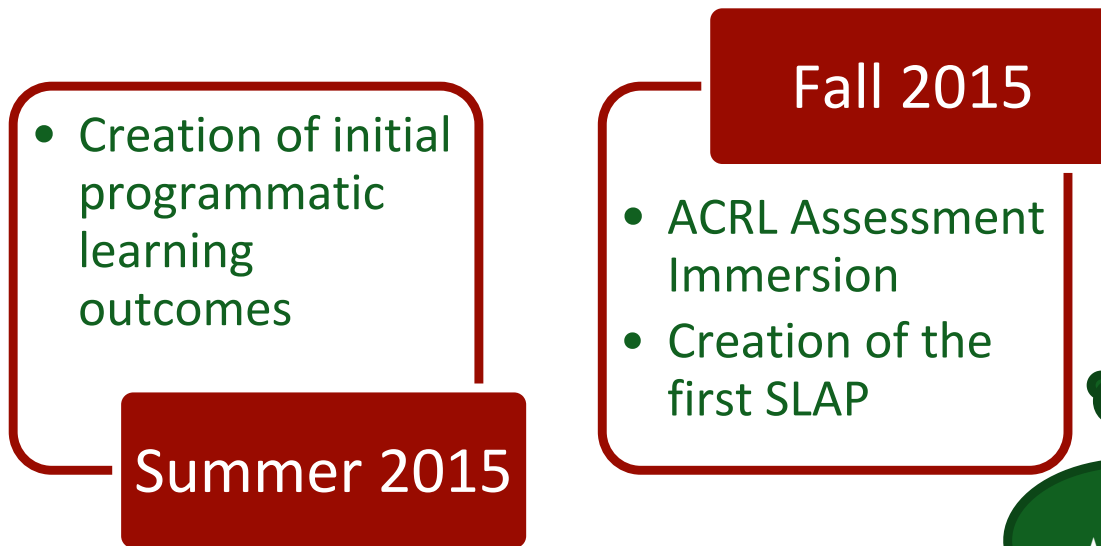 • Creation of initial
programmatic
learning
outcomes
Summer 2015
Fall 2015
• ACRL Assessment
Immersion
• Creation of the
first SLAP